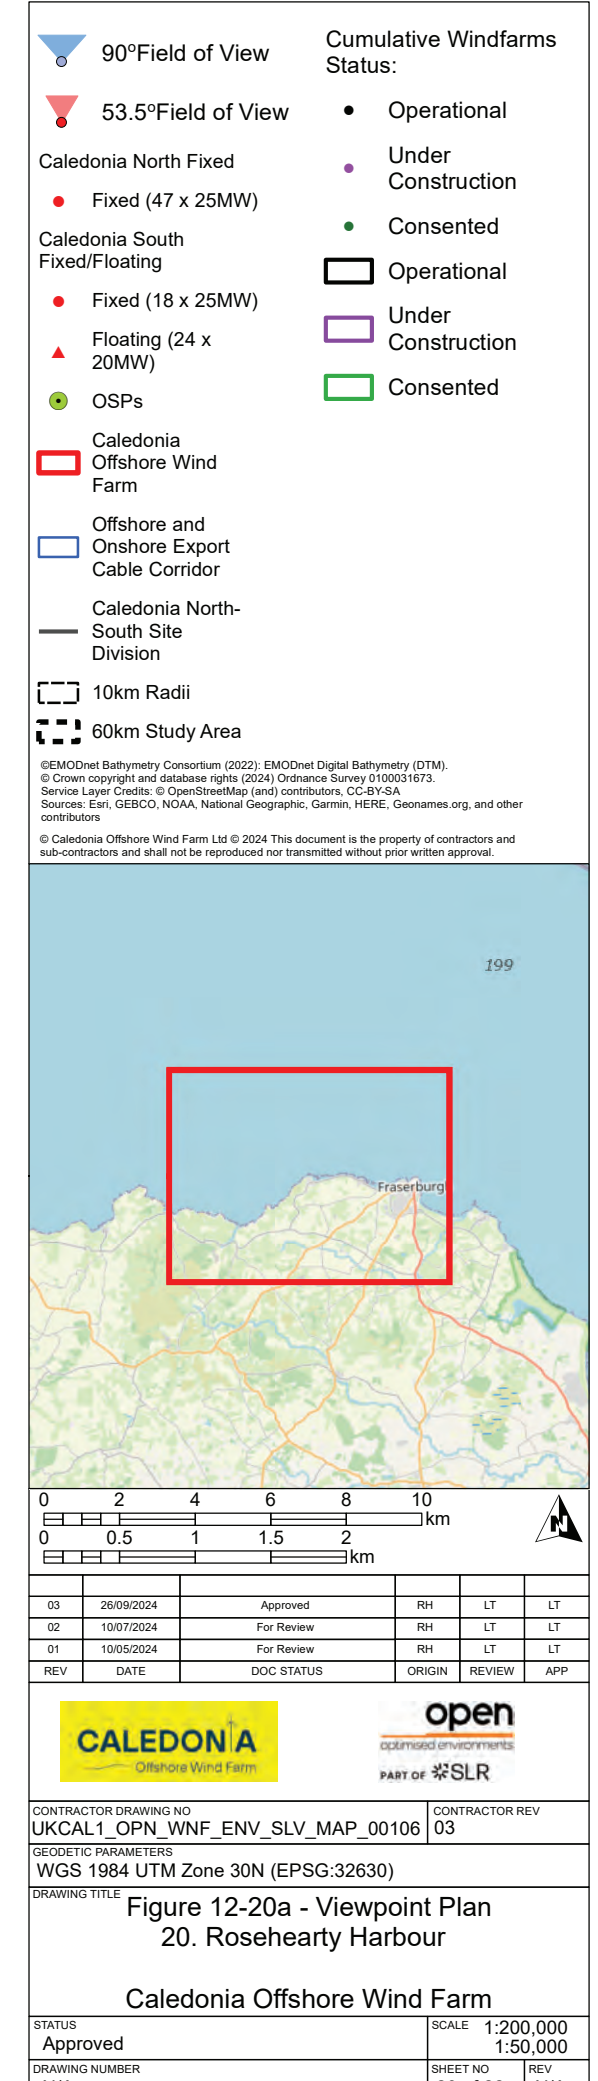 90°Field of View
53.5°Field of View
Caledonia North Fixed
Fixed (47 x 25MW)
Caledonia South
Fixed/Floating
Fixed (18 x 25MW)
Floating (24 x
20MW)
OSPs
Caledonia
Offshore Wind
Farm
Offshore and
Onshore Export
Cable Corridor
Caledonia North-
South Site
Division
10km Radii
60km Study Area
Cumulative Windfarms
Status:
Operational
Under
Construction
Consented
Operational
Under
Construction
Consented
©EMODnet Bathymetry Consortium (2022): EMODnet Digital Bathymetry (DTM).
© Crown copyright and database rights (2024) Ordnance Survey 0100031673.
Service Layer Credits: © OpenStreetMap (and) contributors, CC-BY-SA
Sources: Esri, GEBCO, NOAA, National Geographic, Garmin, HERE, Geonames.org, and other
contributors
© Caledonia Offshore Wind Farm Ltd © 2024 This document is the property of contractors and
sub-contractors and shall not be reproduced nor transmitted without prior written approval.
199
Fraserburg
0 2 4 6 8 10
km
0 0.5 1 1.5 2
km
N
03 26/09/2024 Approved RH LT LT
02 10/07/2024 For Review RH LT LT
01 10/05/2024 For Review RH LT LT
REV DATE DOC STATUS ORIGIN REVIEW APP
CALEDONIA
Offshore Wind Farm
open
optimised environments
PART OF SLR
CONTRACTOR DRAWING NO
UKCAL1_OPN_WNF_ENV_SLV_MAP_00106
CONTRACTOR REV
03
GEODETIC PARAMETERS
WGS 1984 UTM Zone 30N (EPSG:32630)
DRAWING TITLE
Figure 12-20a - Viewpoint Plan
20. Rosehearty Harbour
Caledonia Offshore Wind Farm
STATUS
Approved
SCALE 1:200,000
1:50,000
DRAWING NUMBER
SHEET NO
REV